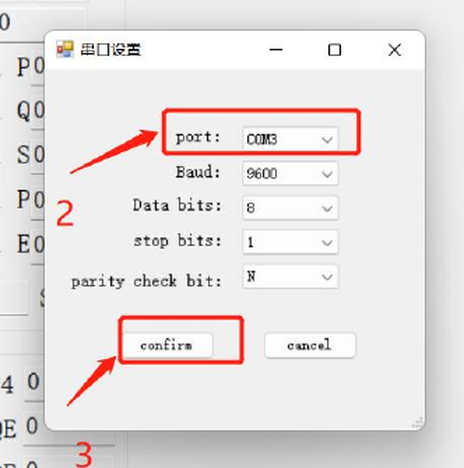 0
串口设置
P0
Q0
S0
P0
E0
port: COM3
Baud: 9600
2
Data bits: 8
stop bits: 1
parity check bit: N
S
confirm cancel
4 0
QE 0
3